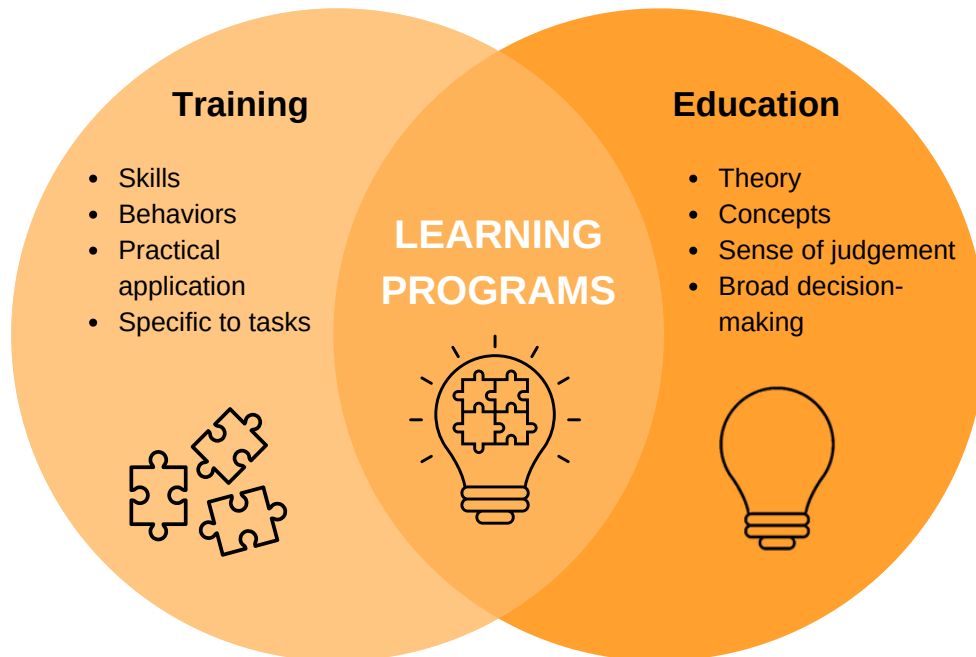 Training
• Skills
• Behaviors
• Practical
application
• Specific to tasks
LEARNING
PROGRAMS
Education
• Theory
• Concepts
• Sense of judgement
• Broad decision-
making